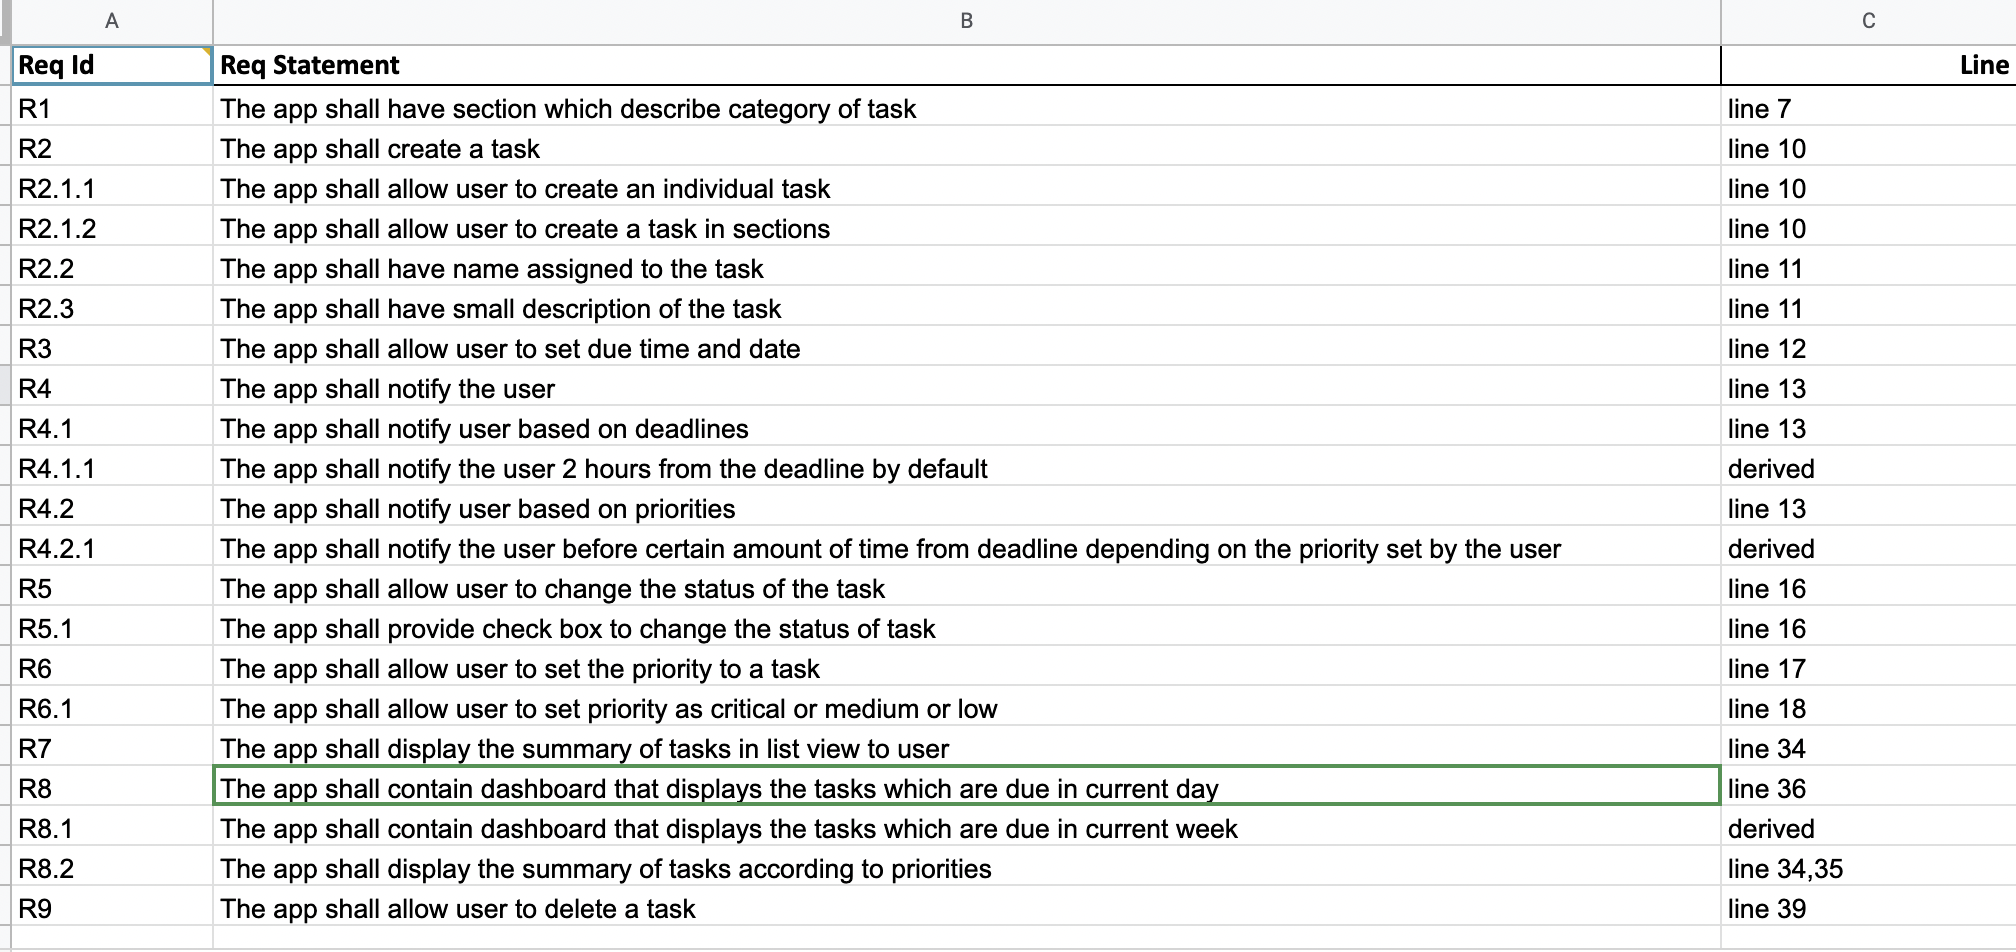 A B C
Req Id Req Statement Line
R1 The app shall have section which describe category of task line 7
R2 The app shall create a task line 10
R2.1.1 The app shall allow user to create an individual task line 10
R2.1.2 The app shall allow user to create a task in sections line 10
R2.2 The app shall have name assigned to the task line 11
R2.3 The app shall have small description of the task line 11
R3 The app shall allow user to set due time and date line 12
R4 The app shall notify the user line 13
R4.1 The app shall notify user based on deadlines line 13
R4.1.1 The app shall notify the user 2 hours from the deadline by default derived
R4.2 The app shall notify user based on priorities line 13
R4.2.1 The app shall notify the user before certain amount of time from deadline depending on the priority set by the user derived
R5 The app shall allow user to change the status of the task line 16
R5.1 The app shall provide check box to change the status of task line 16
R6 The app shall allow user to set the priority to a task line 17
R6.1 The app shall allow user to set priority as critical or medium or low line 18
R7 The app shall display the summary of tasks in list view to user line 34
R8 The app shall contain dashboard that displays the tasks which are due in current day line 36
R8.1 The app shall contain dashboard that displays the tasks which are due in current week derived
R8.2 The app shall display the summary of tasks according to priorities line 34,35
R9 The app shall allow user to delete a task line 39